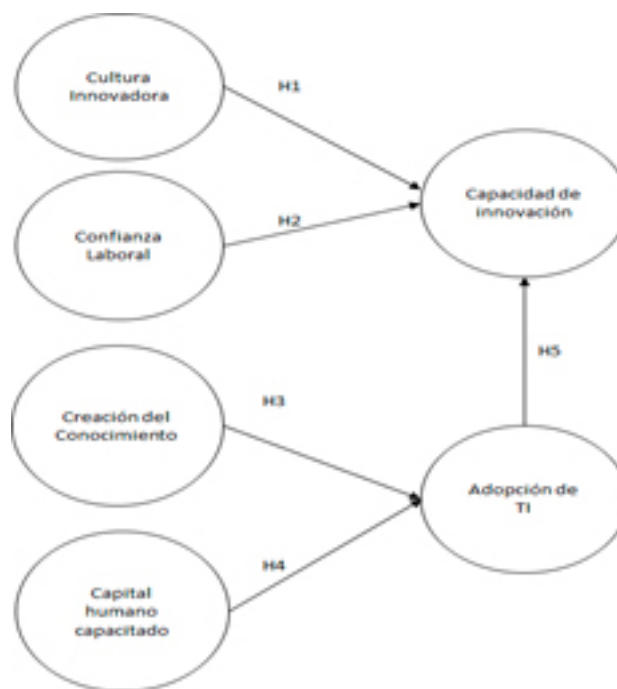 Cultura
Innovadora
H1
Capacidad de
innovación
Confianza
Laboral
H2
H5
Creación del
Conocimiento
H3
Adopción de
TI
Capital
humano
capacitado
H4